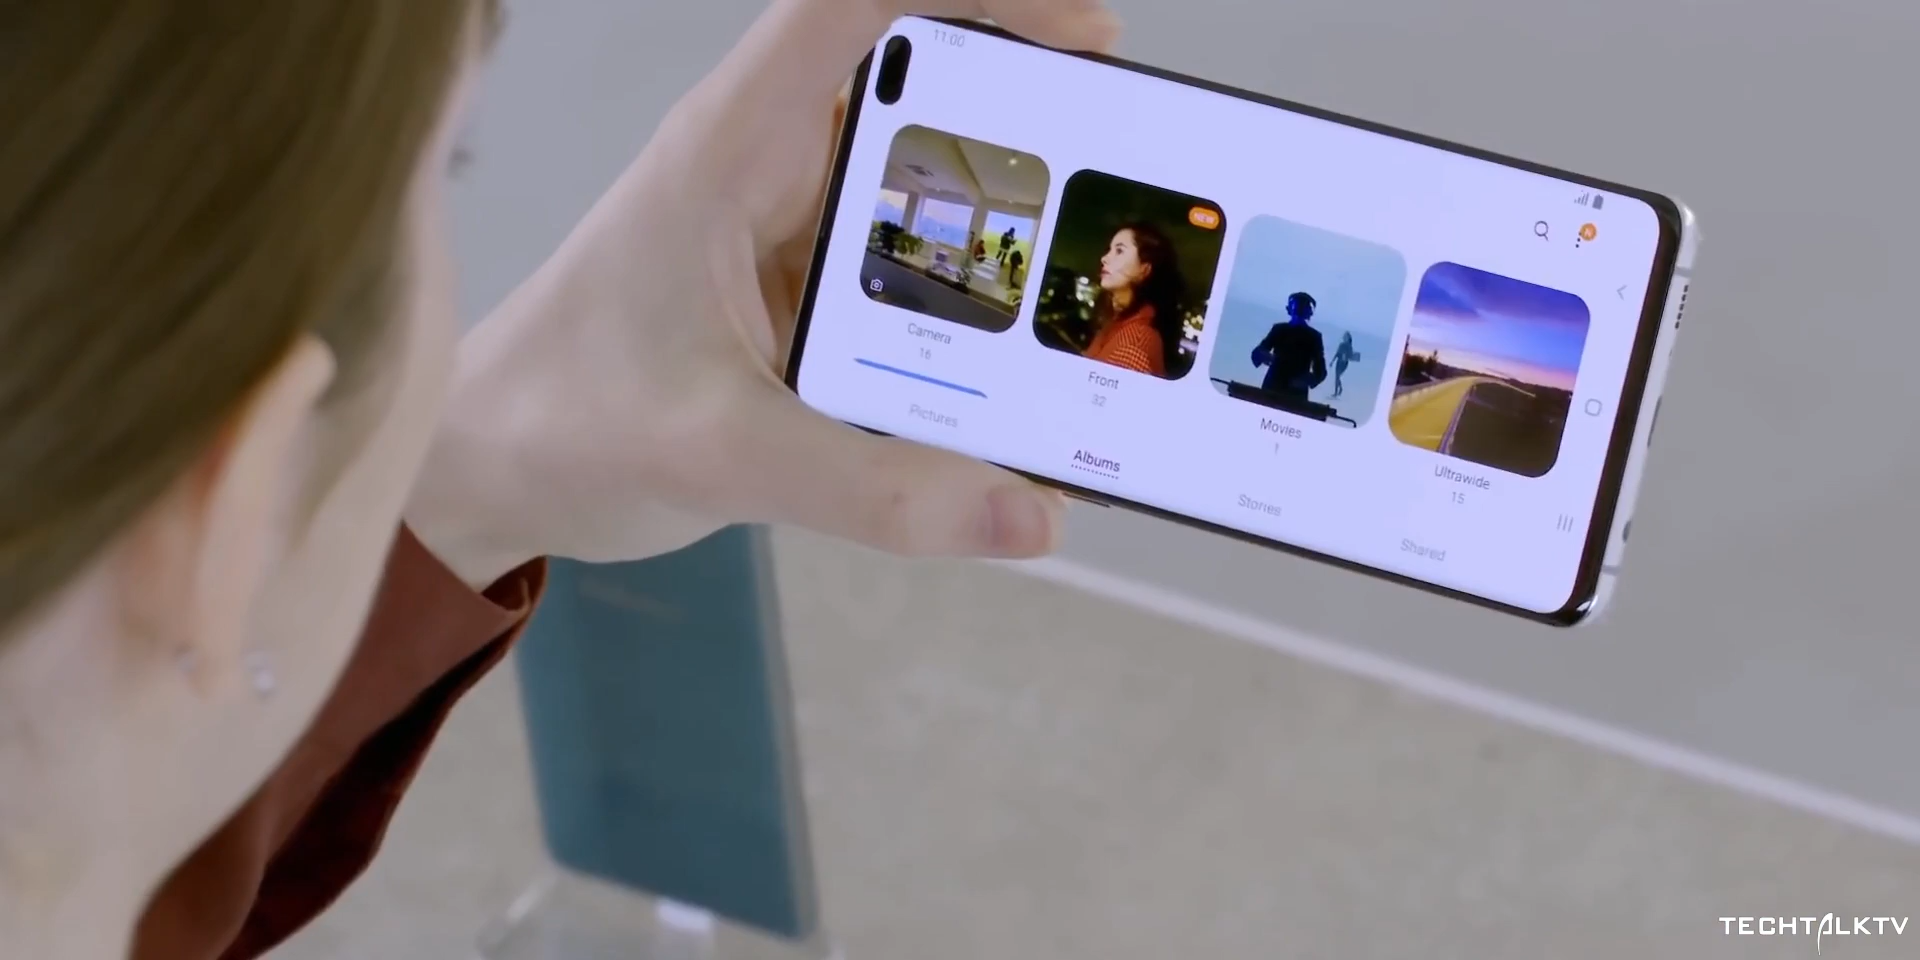 11:00
NEW
N
Camera
16
Front
32
Movies
1
Ultrawide
15
Pictures
Albums
Stories
Shared
TECHTALKTV